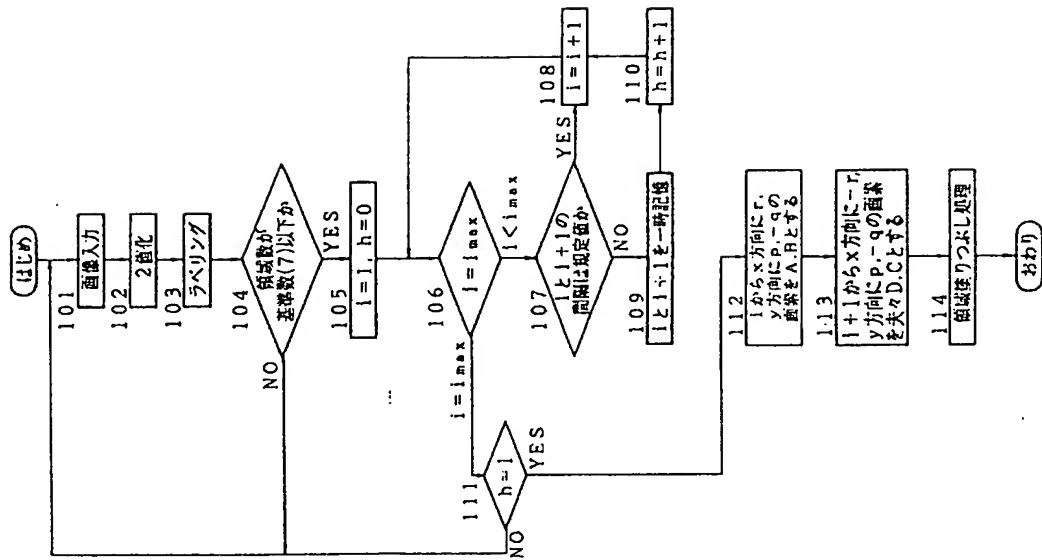 はじめ
101
画像入力
102
2値化
103
ラベリング
104
領域数が
基準数(7)以下か
NO
YES
105
i=1, h=0
106
i=imax
i=imax
i<imax
107
iとi+1の
間隔は規定値か
YES
NO
108
i=i+1
109
iとi+1を一時記憶
110
h=h+1
111
h=1
NO
YES
112
iからx方向にr,
y方向にp,-qの
画素をA,Bとする
113
i+1からx方向に-r,
y方向にp,-qの画素
を夫々D,Cとする
114
領域塗りつぶし処理
おわり